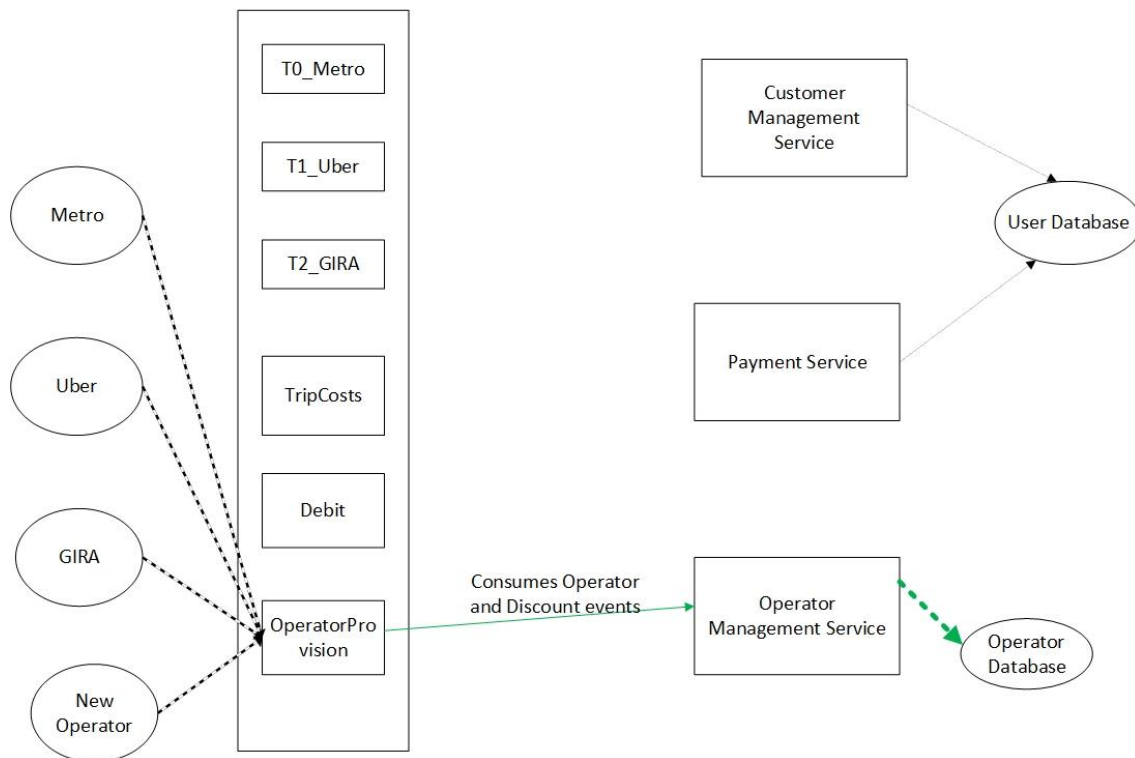 T0_Metro
T1_Uber
T2_GIRA
TripCosts
Debit
OperatorPro
vision
Metro
Uber
GIRA
New
Operator
Consumes Operator
and Discount events
Customer
Management
Service
User Database
Payment Service
Operator
Management Service
Operator
Database